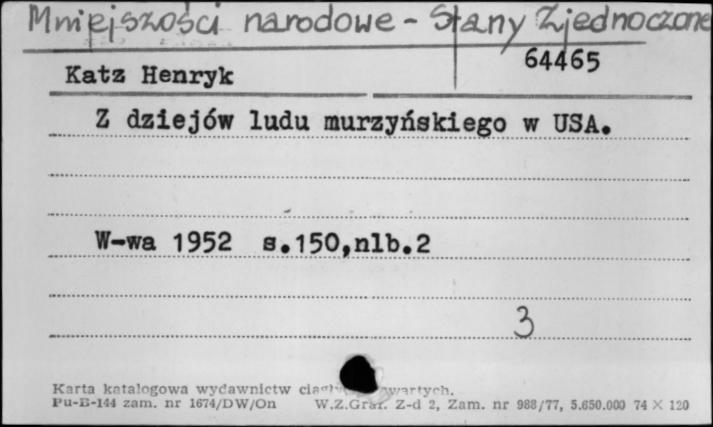 Mniejszości narodowe - Stany Zjednoczone
64465
Katz Henryk
Z dziejów ludu murzyńskiego w USA.
W-wa 1952 s.150,nlb.2
3
Karta katalogowa wydawnictw
Pu-B-144 zam. nr 1674/DW/On W.Z.Graf. Z-d 2, Zam. nr 988/77, 5.650.000 74 X 120